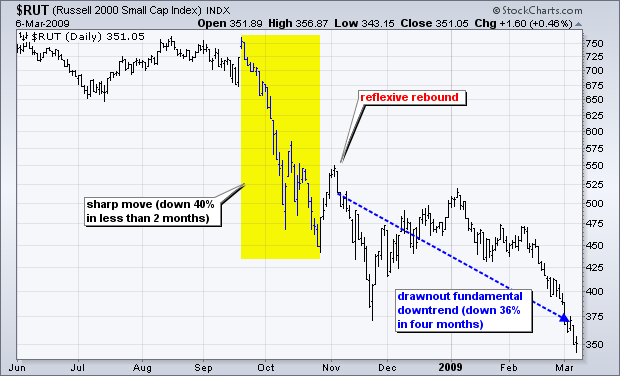 $RUT (Russell 2000 Small Cap Index) INDX
© StockCharts.com
6-Mar-2009
Open 351.89 High 356.87 Low 343.15 Close 351.05 Chg +1.60 (+0.46%)
$RUT (Daily) 351.05
reflexive rebound
sharp move (down 40%
in less than 2 months)
drawnout fundamental
downtrend (down 36%
in four months)
750
700
675
650
625
600
575
550
525
500
475
450
425
400
375
350
Jun Jul Aug Sep Oct Nov Dec 2009 Feb Mar